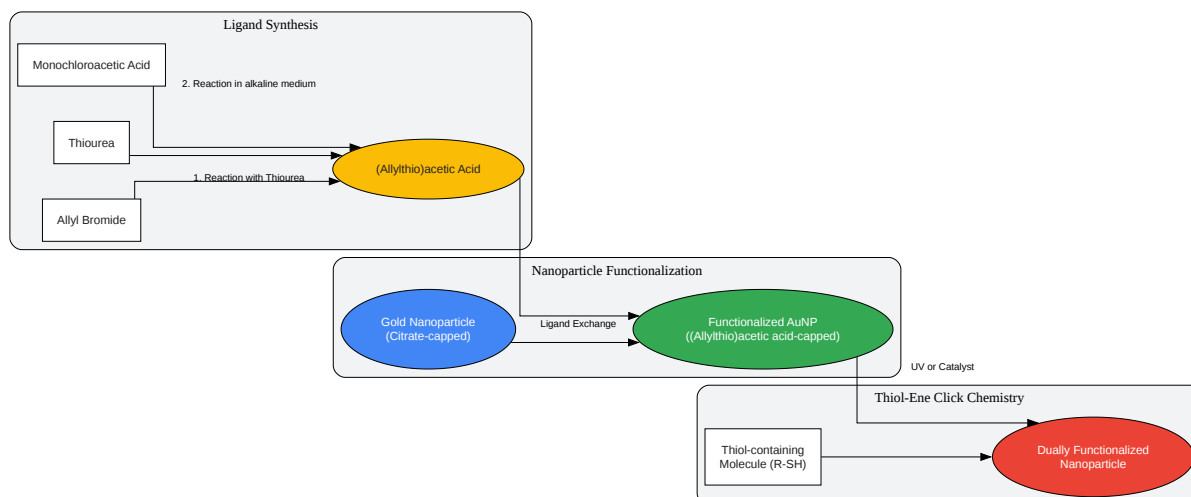 Ligand Synthesis
Monochloroacetic Acid
2. Reaction in alkaline medium
Thiourea
(Allylthio)acetic Acid
1. Reaction with Thiourea
Allyl Bromide
Nanoparticle Functionalization
Gold Nanoparticle
(Citrate-capped)
Ligand Exchange
Functionalized AuNP
((Allylthio)acetic acid-capped)
UV or Catalyst
Thiol-Ene Click Chemistry
Thiol-containing
Molecule (R-SH)
Dually Functionalized
Nanoparticle